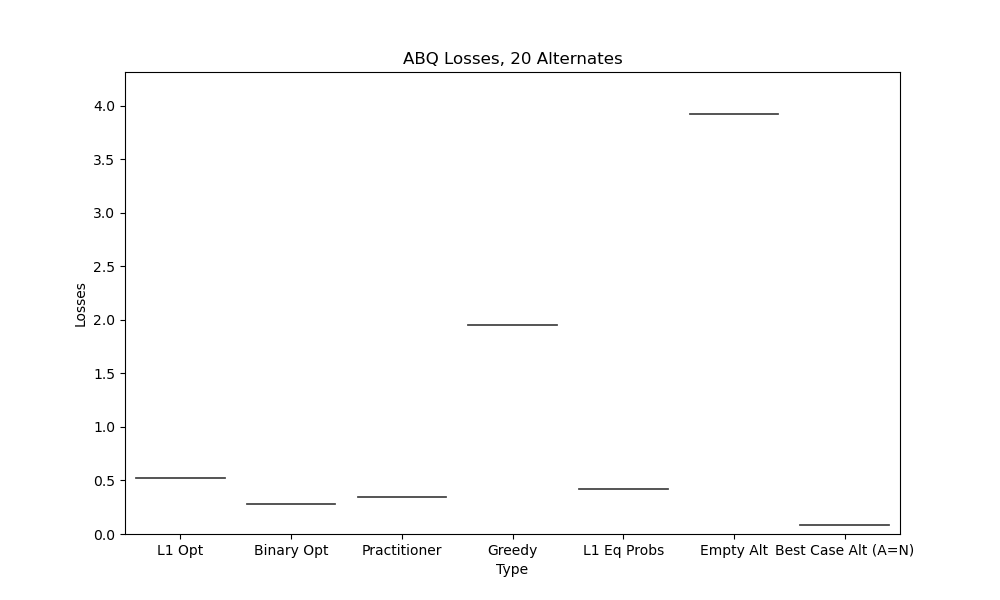 ABQ Losses, 20 Alternates
4.0
3.5
3.0
2.5
2.0
1.5
1.0
0.5
0.0
Losses
L1 Opt
Binary Opt
Practitioner
Greedy
L1 Eq Probs
Empty Alt
Best Case Alt (A=N)
Type